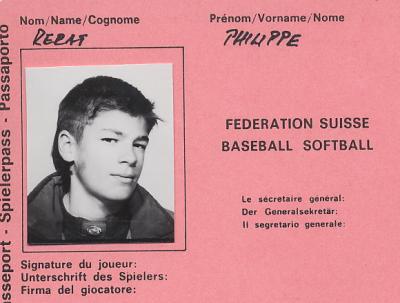 Nom/Name/Cognome
Prénom/Vorname/Nome
RERAT
PHILIPPE
FEDERATION SUISSE
BASEBALL SOFTBALL
Le sécretaire général:
Der Generalsekretär:
Il segretario generale:
Signature du joueur:
Unterschrift des Spielers:
Firma del giocatore:
asseport - Spielerpass - Passaporto